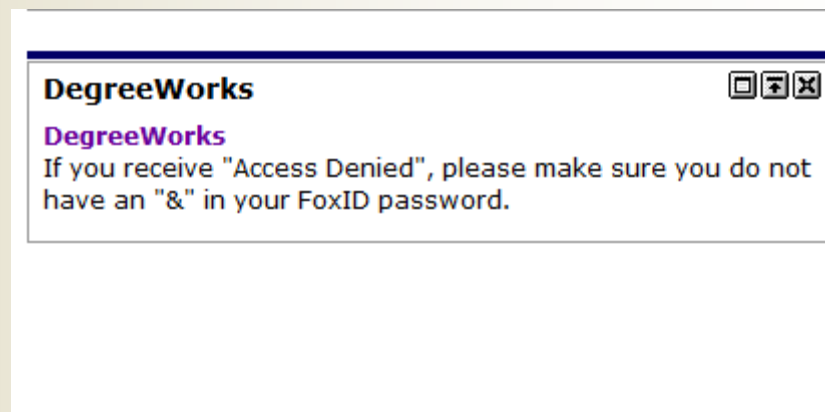 DegreeWorks
DegreeWorks
If you receive "Access Denied", please make sure you do not
have an "&" in your FoxID password.